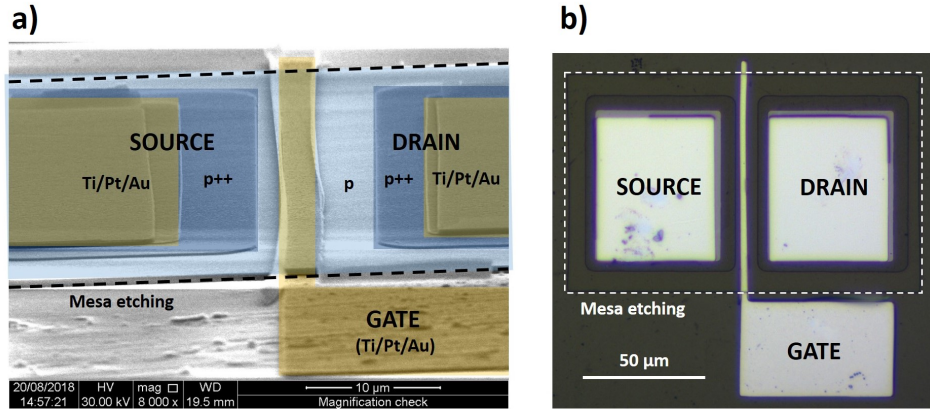 a)
SOURCE
DRAIN
Ti/Pt/Au
p++
p
p++
Ti/Pt/Au
Mesa etching
GATE
(Ti/Pt/Au)
20/08/2018 HV mag □ WD 10 µm
14:57:21 30.00 kV 8 000 x 19.5 mm Magnification check
b)
SOURCE
DRAIN
Mesa etching
50 µm
GATE